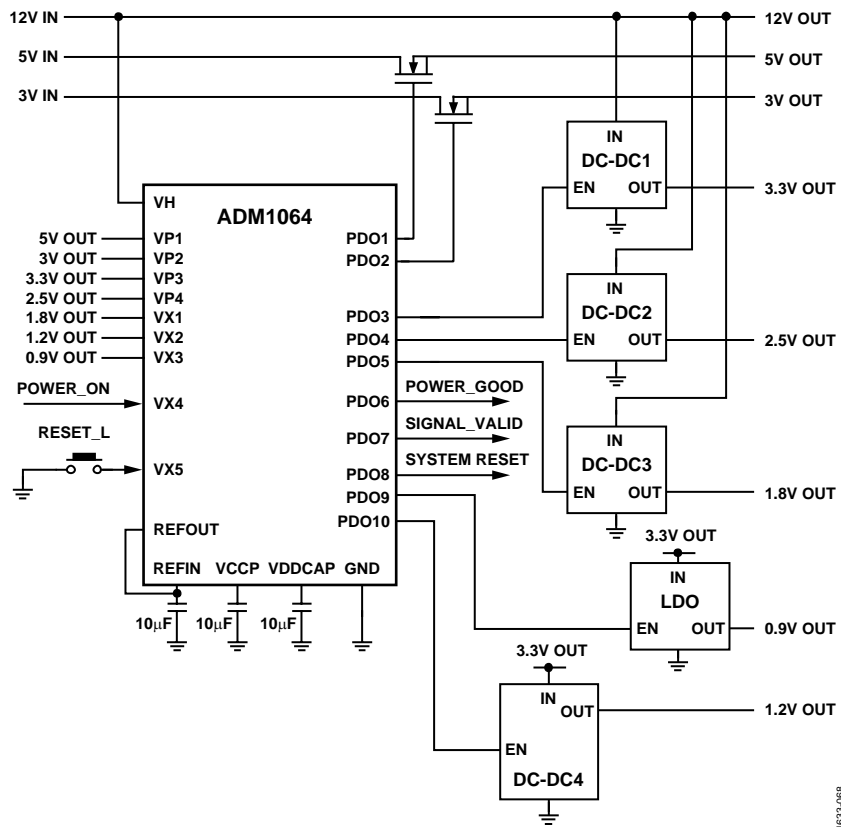 12V IN
12V OUT
5V IN
5V OUT
3V IN
3V OUT
IN
DC-DC1
EN OUT
3.3V OUT
ADM1064
VH
5V OUT VP1
3V OUT VP2
3.3V OUT VP3
2.5V OUT VP4
1.8V OUT VX1
1.2V OUT VX2
0.9V OUT VX3
POWER_ON
VX4
RESET_L
VX5
REFOUT
REFIN VCCP VDDCAP GND
10μF 10μF 10μF
PDO1
PDO2
PDO3
PDO4
PDO5
PDO6
PDO7
PDO8
PDO9
PDO10
POWER_GOOD
SIGNAL_VALID
SYSTEM RESET
IN
DC-DC2
EN OUT
2.5V OUT
IN
DC-DC3
EN OUT
1.8V OUT
3.3V OUT
IN
LDO
EN OUT
0.9V OUT
3.3V OUT
IN
OUT
1.2V OUT
EN
DC-DC4